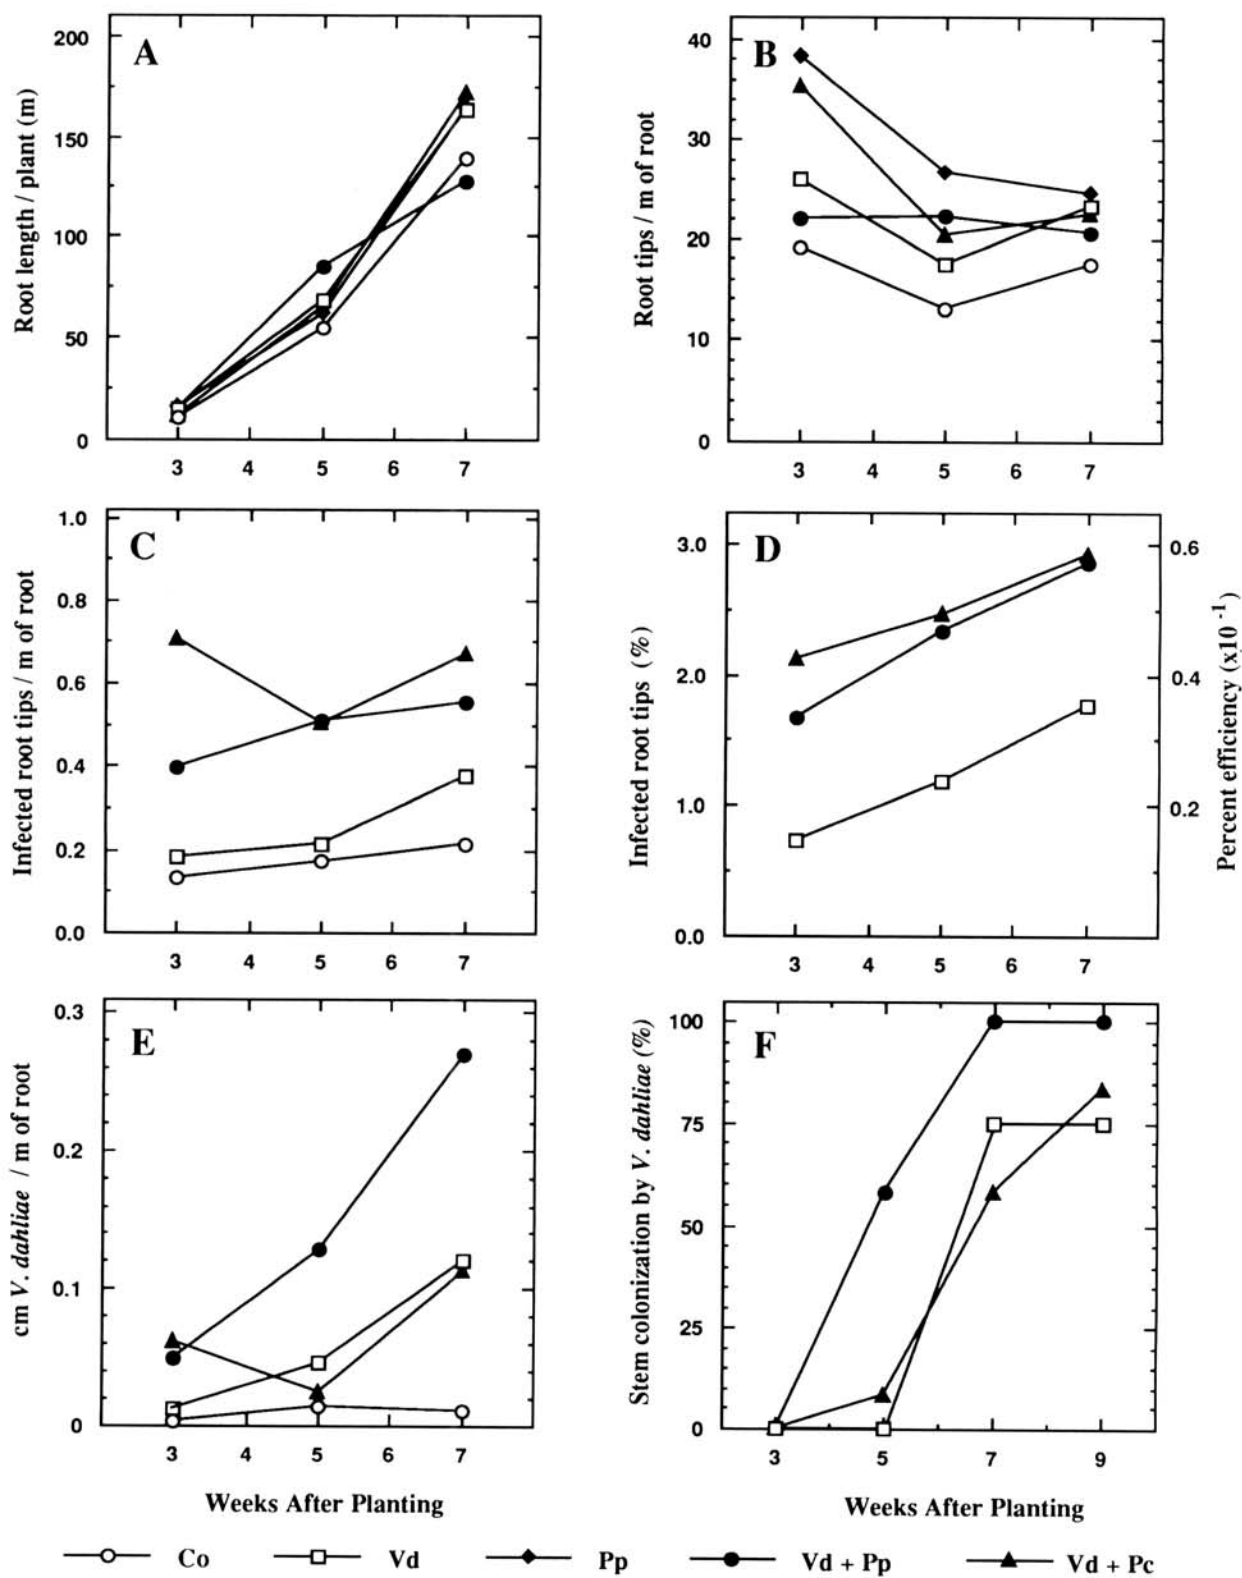 A
Root length / plant (m)
200
150
100
50
0
3 4 5 6 7
B
Root tips / m of root
40
30
20
10
0
3 4 5 6 7
C
Infected root tips / m of root
1.0
0.8
0.6
0.4
0.2
0.0
3 4 5 6 7
D
Infected root tips (%)
3.0
2.0
1.0
0.0
Percent efficiency (x10⁻¹)
0.6
0.4
0.2
3 4 5 6 7
E
cm V. dahliae / m of root
0.3
0.2
0.1
0
3 4 5 6 7
Weeks After Planting
F
Stem colonization by V. dahliae (%)
100
75
50
25
0
3 5 7 9
Weeks After Planting
Co Vd Pp Vd + Pp Vd + Pc